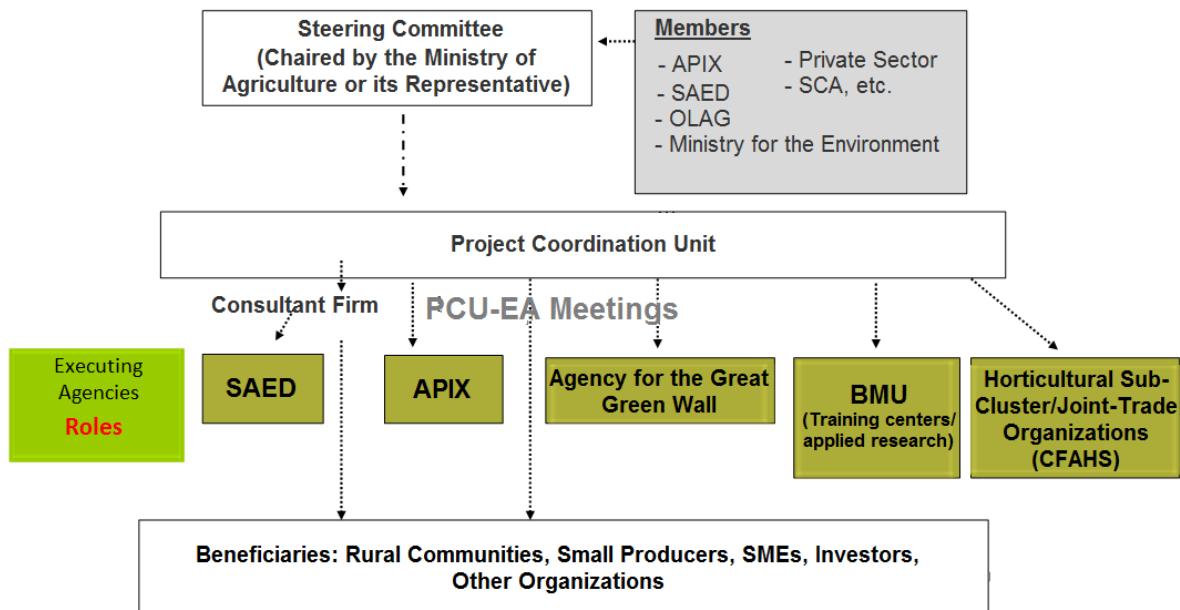 Steering Committee
(Chaired by the Ministry of
Agriculture or its Representative)
Members
- APIX
- SAED
- OLAG
- Ministry for the Environment
- Private Sector
- SCA, etc.
Project Coordination Unit
Consultant Firm
PCU-EA Meetings
Executing
Agencies
Roles
SAED
APIX
Agency for the Great
Green Wall
BMU
(Training centers/
applied research)
Horticultural Sub-
Cluster/Joint-Trade
Organizations
(CFAHS)
Beneficiaries: Rural Communities, Small Producers, SMEs, Investors,
Other Organizations